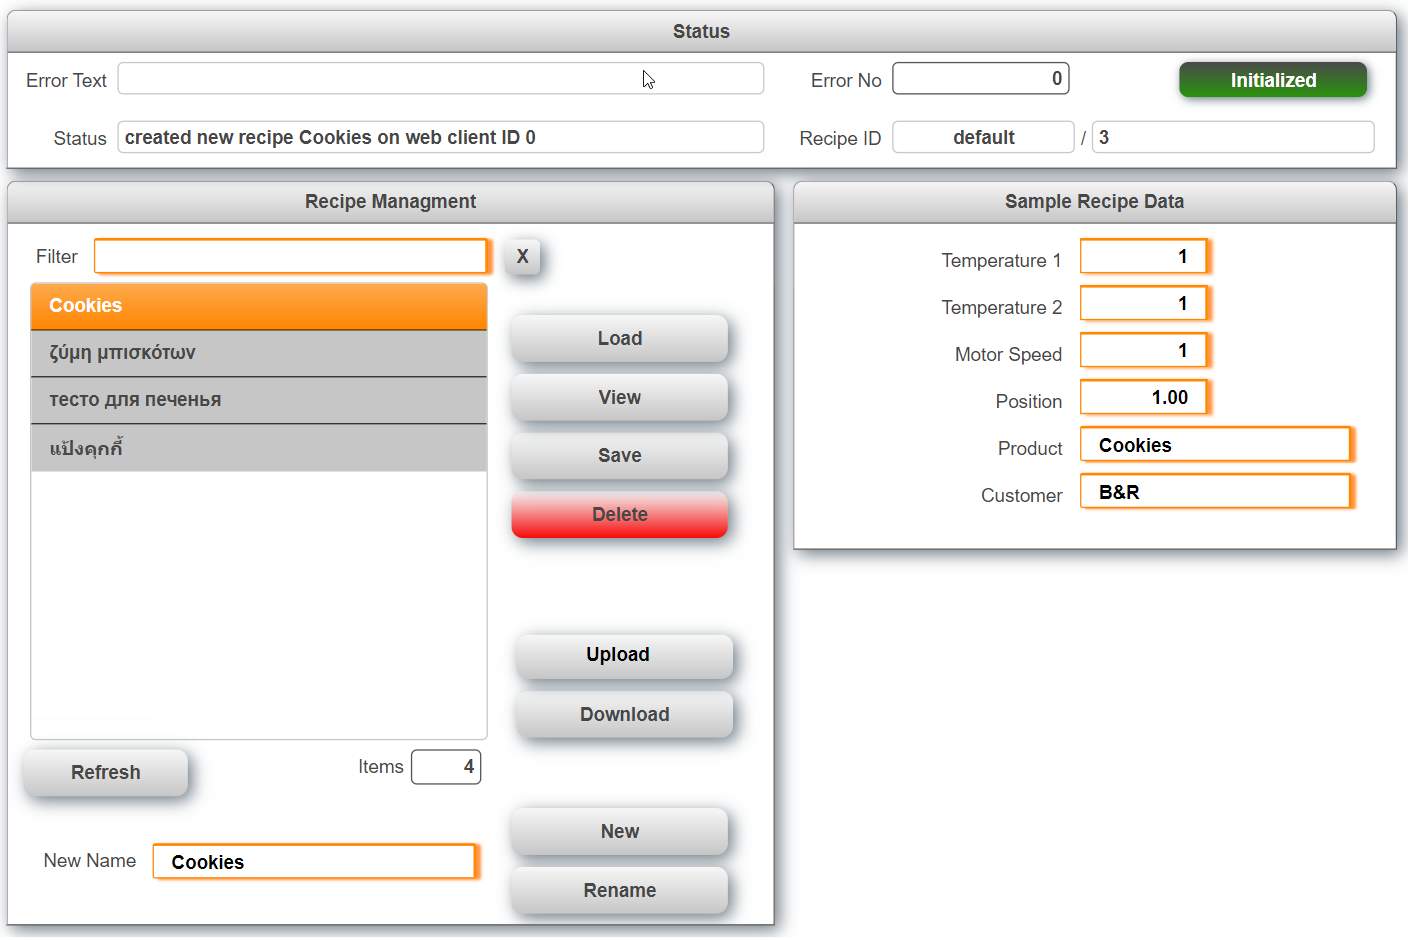 Status
Error Text
Error No 0
Initialized
Status created new recipe Cookies on web client ID 0
Recipe ID default / 3
Recipe Managment
Filter
X
Cookies
ζύμη μπισκότων
тесто для печенья
แป้งคุกกี้
Load
View
Save
Delete
Upload
Download
Refresh
Items 4
New Name Cookies
New
Rename
Sample Recipe Data
Temperature 1 1
Temperature 2 1
Motor Speed 1
Position 1.00
Product Cookies
Customer B&R